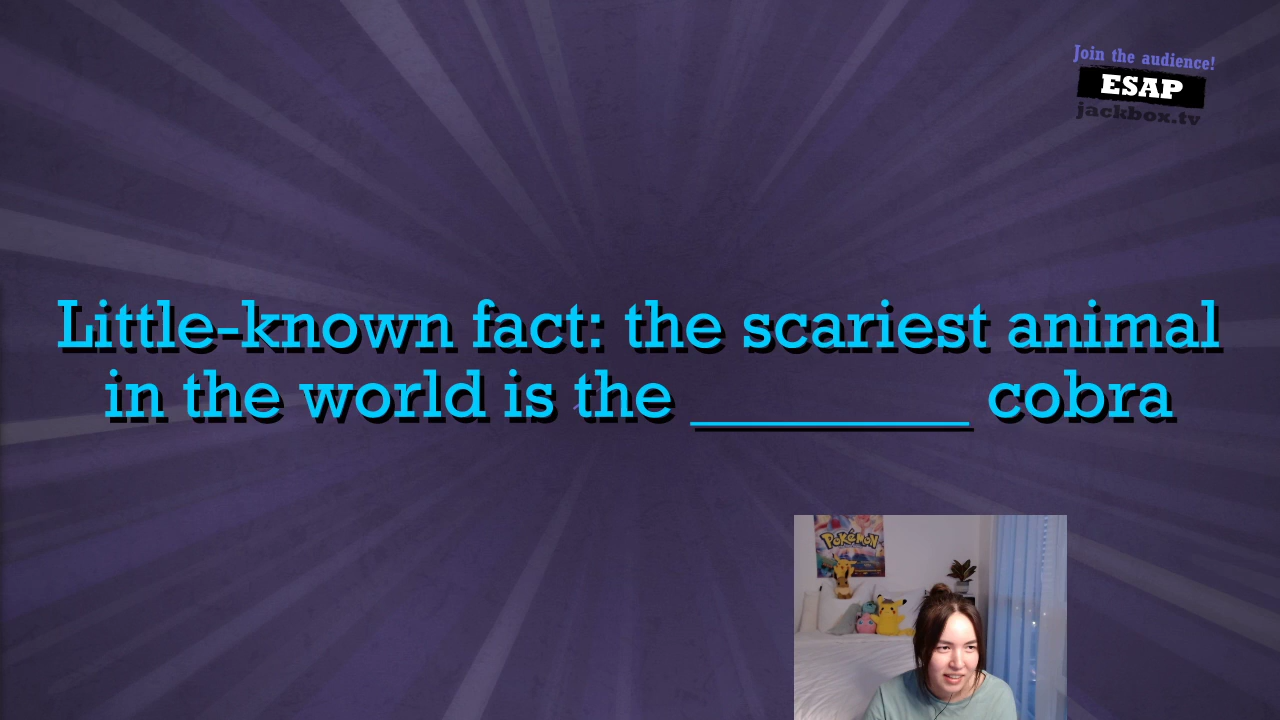 Join the audience!
ESAP
jackbox.tv
Little-known fact: the scariest animal
in the world is the _________ cobra
POKéMON